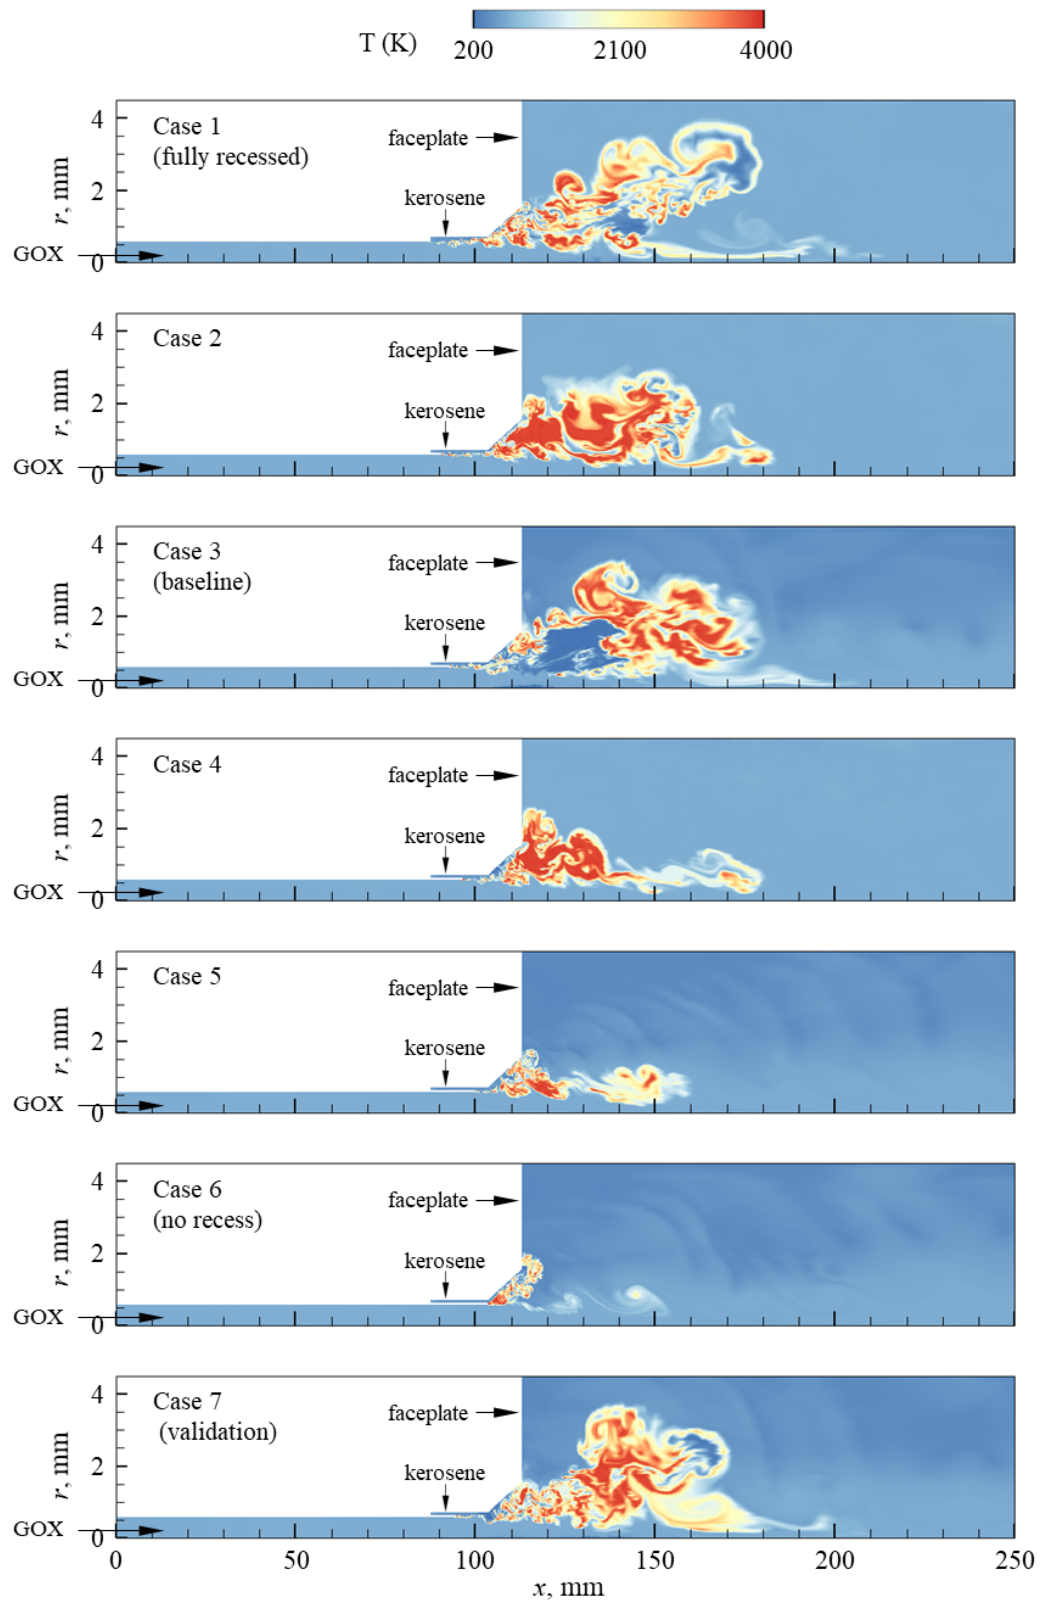 T (K)
200 2100 4000
4
2
0
r, mm
Case 1
(fully recessed)
faceplate
kerosene
GOX
4
2
0
r, mm
Case 2
faceplate
kerosene
GOX
4
2
0
r, mm
Case 3
(baseline)
faceplate
kerosene
GOX
4
2
0
r, mm
Case 4
faceplate
kerosene
GOX
4
2
0
r, mm
Case 5
faceplate
kerosene
GOX
4
2
0
r, mm
Case 6
(no recess)
faceplate
kerosene
GOX
4
2
0
r, mm
Case 7
(validation)
faceplate
kerosene
GOX
0 50 100 150 200 250
x, mm